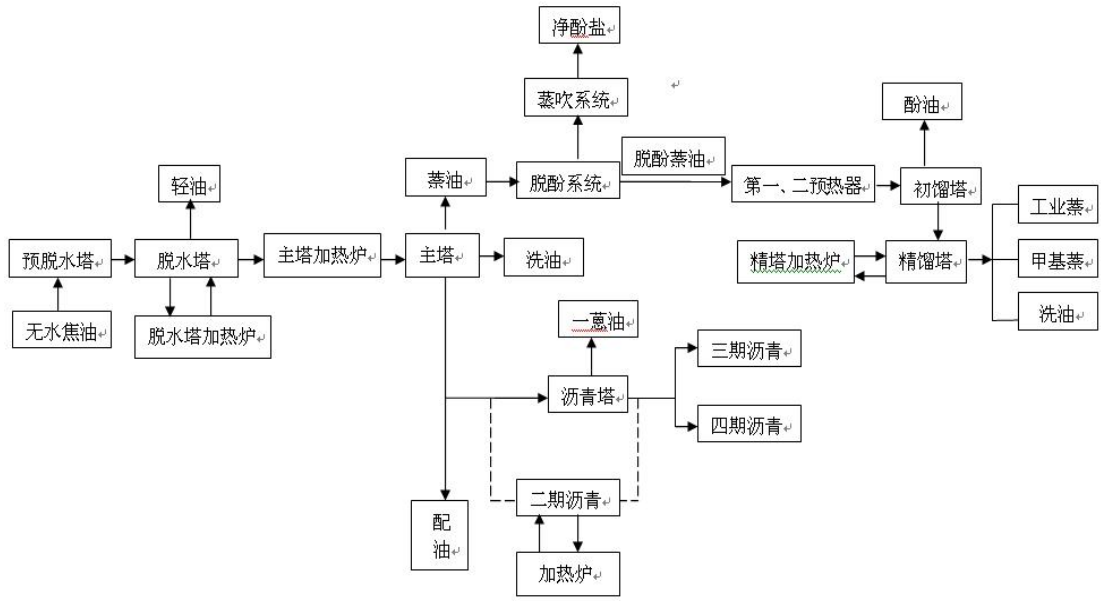 净酚盐
蒸吹系统
酚油
脱酚萘油
轻油
萘油
脱酚系统
第一、二预热器
初馏塔
工业萘
预脱水塔
脱水塔
主塔加热炉
主塔
洗油
精塔加热炉
精馏塔
甲基萘
无水焦油
脱水塔加热炉
一蒽油
洗油
三期沥青
沥青塔
四期沥青
二期沥青
配
油
加热炉